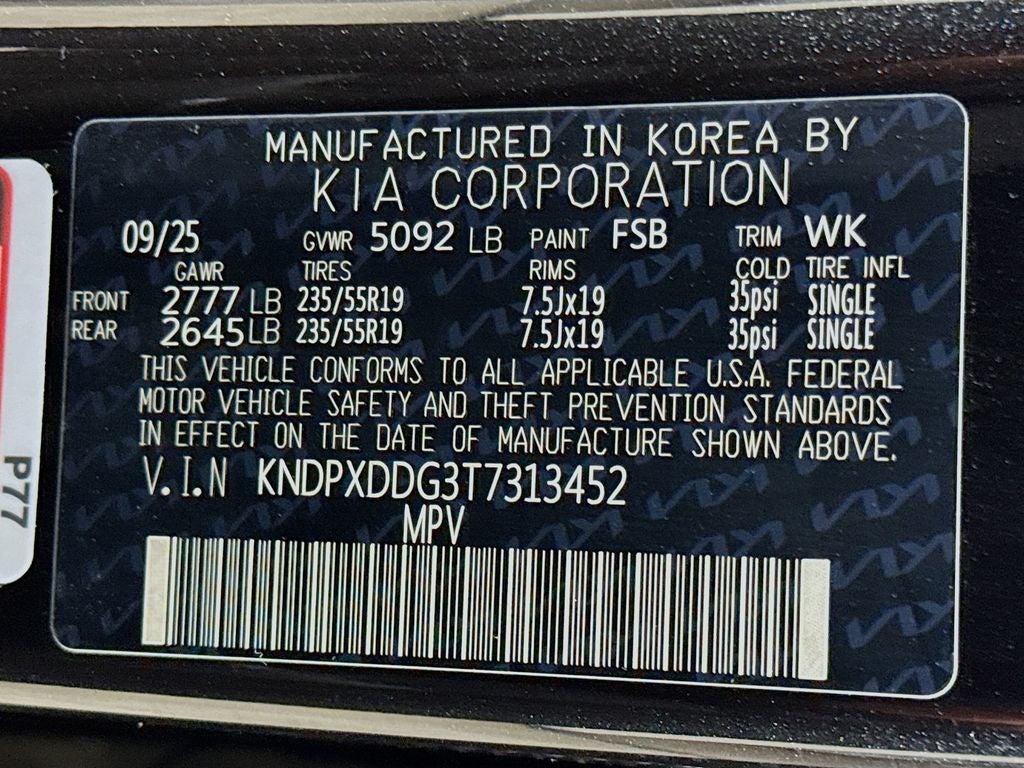 MANUFACTURED IN KOREA BY
KIA CORPORATION
09/25 GVWR 5092 LB PAINT FSB TRIM WK
GAWR TIRES RIMS COLD TIRE INFL
FRONT 2777 LB 235/55R19 7.5Jx19 35psi SINGLE
REAR 2645 LB 235/55R19 7.5Jx19 35psi SINGLE
THIS VEHICLE CONFORMS TO ALL APPLICABLE U.S.A. FEDERAL
MOTOR VEHICLE SAFETY AND THEFT PREVENTION STANDARDS
IN EFFECT ON THE DATE OF MANUFACTURE SHOWN ABOVE.
V.I.N KNDPXDDG3T7313452
MPV
P77